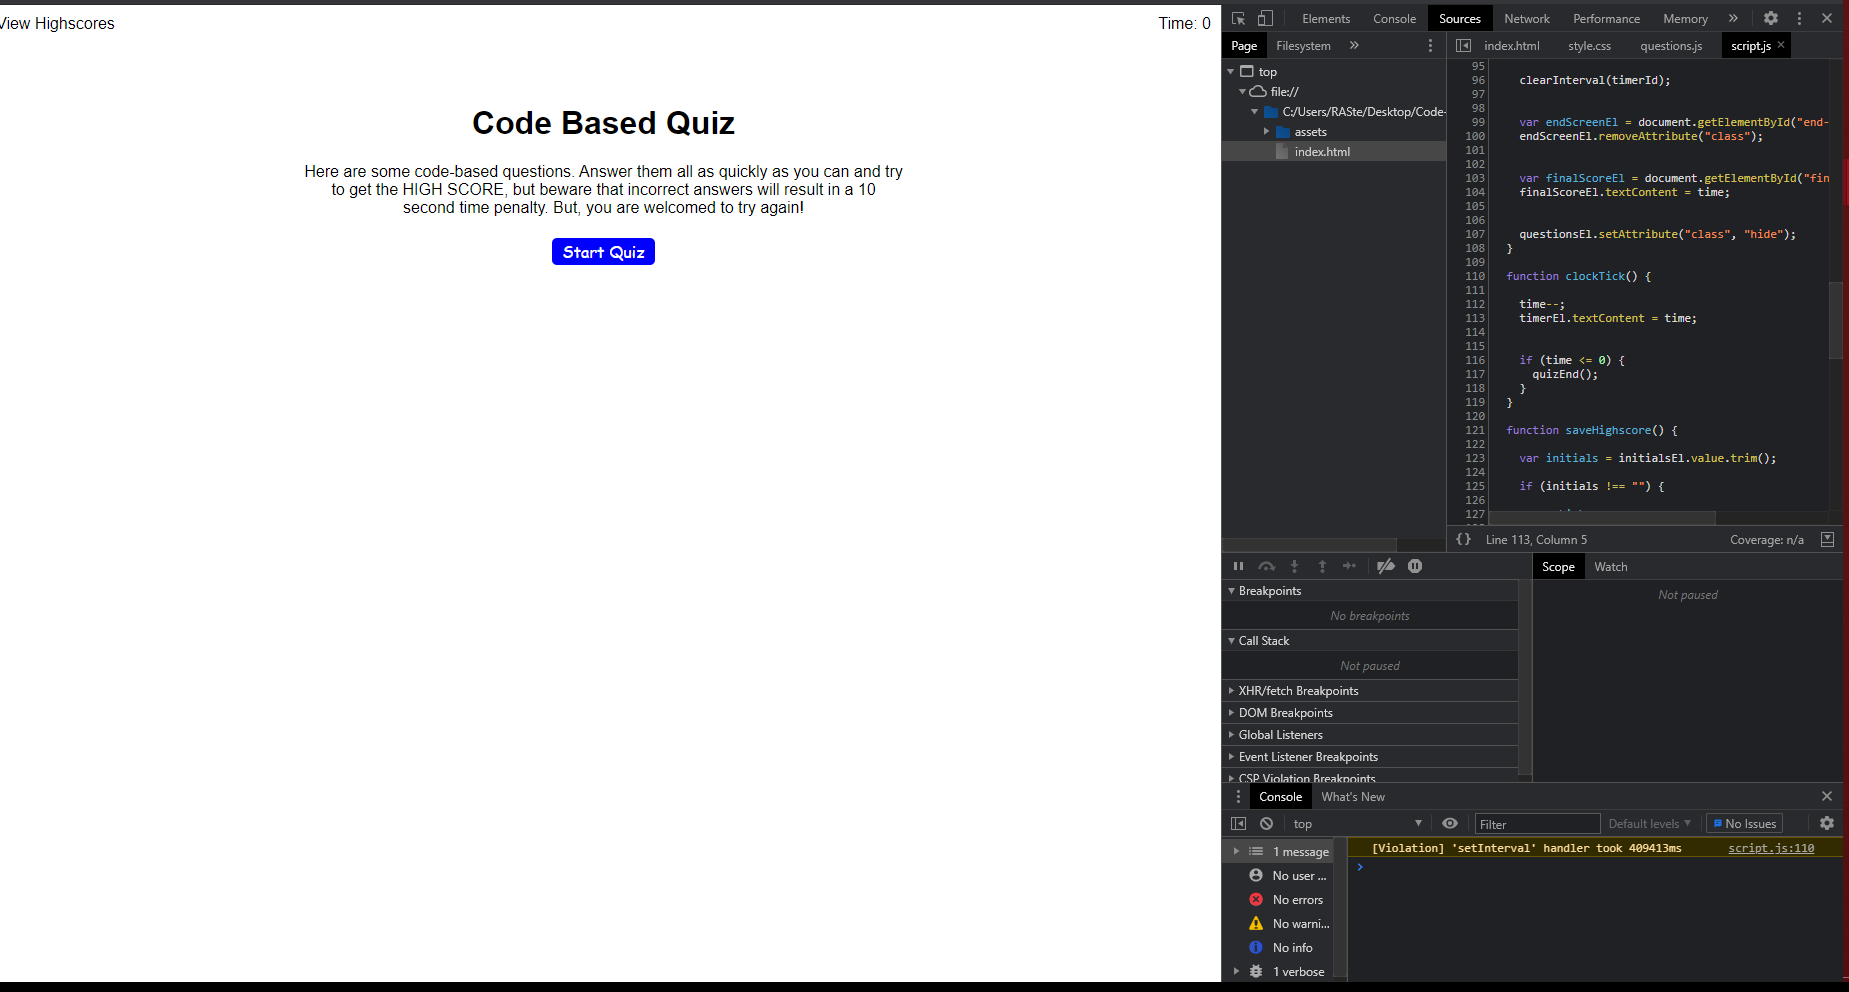 View Highscores
Time: 0
Code Based Quiz
Here are some code-based questions. Answer them all as quickly as you can and try
to get the HIGH SCORE, but beware that incorrect answers will result in a 10
second time penalty. But, you are welcomed to try again!
Start Quiz
Elements Console Sources Network Performance Memory »
Page Filesystem »
index.html style.css questions.js script.js ×
top
file://
C:/Users/RASte/Desktop/Code-
assets
index.html
95
96 clearInterval(timerId);
97
98
99 var endScreenEl = document.getElementById("end-
100 endScreenEl.removeAttribute("class");
101
102
103 var finalScoreEl = document.getElementById("fin
104 finalScoreEl.textContent = time;
105
106
107 questionsEl.setAttribute("class", "hide");
108 }
109
110 function clockTick() {
111
112 time--;
113 timerEl.textContent = time;
114
115
116 if (time <= 0) {
117 quizEnd();
118 }
119 }
120
121 function saveHighscore() {
122
123 var initials = initialsEl.value.trim();
124
125 if (initials !== "") {
126
127
{} Line 113, Column 5 Coverage: n/a
Scope Watch
Not paused
Breakpoints
No breakpoints
Call Stack
Not paused
XHR/fetch Breakpoints
DOM Breakpoints
Global Listeners
Event Listener Breakpoints
CSP Violation Breakpoints
Console What's New
top Filter Default levels No Issues
1 message
No user ...
No errors
No warni...
No info
1 verbose
[Violation] 'setInterval' handler took 409413ms script.js:110